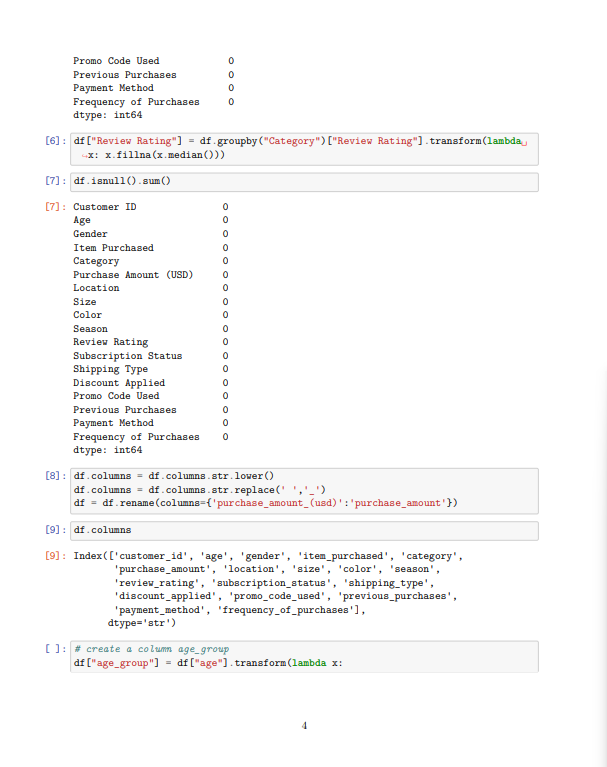 Promo Code Used 0
Previous Purchases 0
Payment Method 0
Frequency of Purchases 0
dtype: int64
[6]: df["Review Rating"] = df.groupby("Category")["Review Rating"].transform(lambda␣
↪x: x.fillna(x.median()))
[7]: df.isnull().sum()
[7]: Customer ID 0
Age 0
Gender 0
Item Purchased 0
Category 0
Purchase Amount (USD) 0
Location 0
Size 0
Color 0
Season 0
Review Rating 0
Subscription Status 0
Shipping Type 0
Discount Applied 0
Promo Code Used 0
Previous Purchases 0
Payment Method 0
Frequency of Purchases 0
dtype: int64
[8]: df.columns = df.columns.str.lower()
df.columns = df.columns.str.replace(' ','_')
df = df.rename(columns={'purchase_amount_(usd)':'purchase_amount'})
[9]: df.columns
[9]: Index(['customer_id', 'age', 'gender', 'item_purchased', 'category',
'purchase_amount', 'location', 'size', 'color', 'season',
'review_rating', 'subscription_status', 'shipping_type',
'discount_applied', 'promo_code_used', 'previous_purchases',
'payment_method', 'frequency_of_purchases'],
dtype='str')
[ ]: # create a column age_group
df["age_group"] = df["age"].transform(lambda x:
4